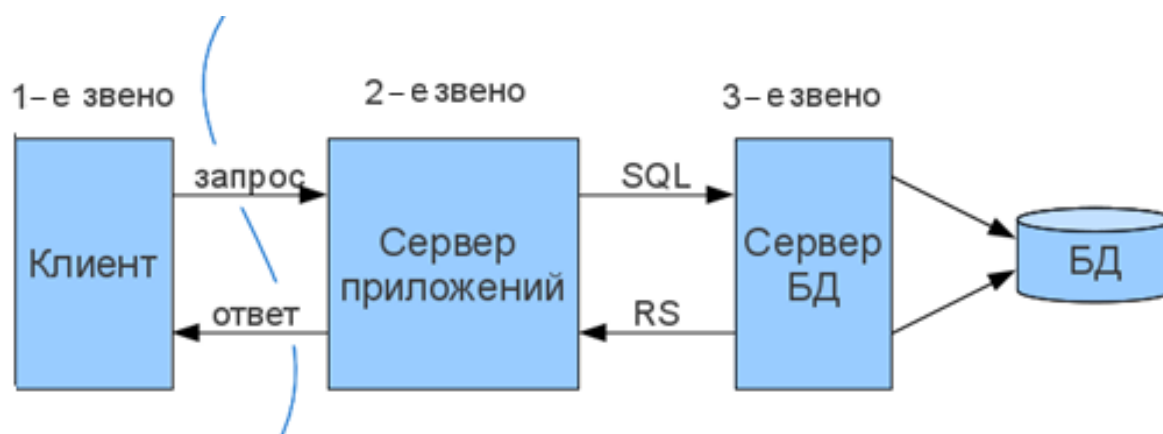 1-е звено
2-е звено
3-е звено
запрос
SQL
Клиент
Сервер
приложений
Сервер
БД
БД
ответ
RS